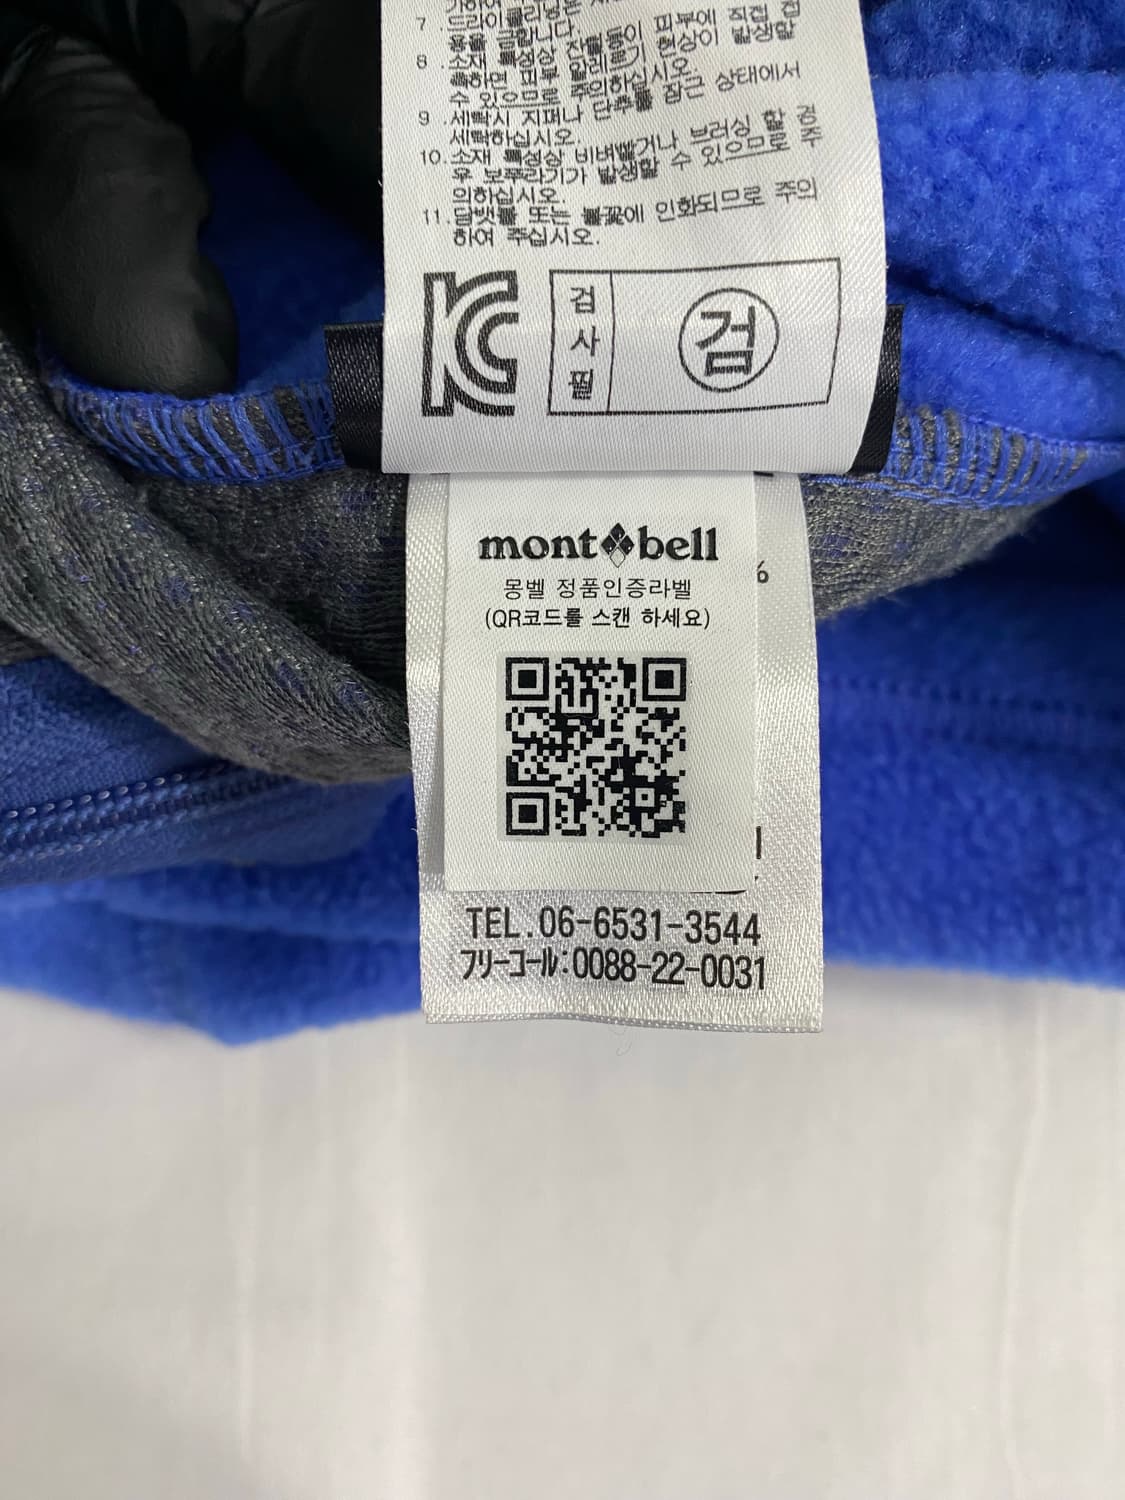 7 .드라이클리닝은
8 .소재 특성상 잔털 등이 피부에 직접 접
촉하면 피부 알레르기 현상이 발생할
수 있으므로 주의하십시오.
9 .세탁시 지퍼나 단추를 잠근 상태에서
세탁하십시오.
10.소재 특성상 비벼빨거나 브러싱 할 경
우 보푸라기가 발생할 수 있으므로 주
의하십시오.
11.담뱃불 또는 불꽃에 인화되므로 주의
하여 주십시오.
KC
검사필
검
mont bell
몽벨 정품인증라벨
(QR코드를 스캔 하세요)
%
TEL.06-6531-3544
フリーコール:0088-22-0031